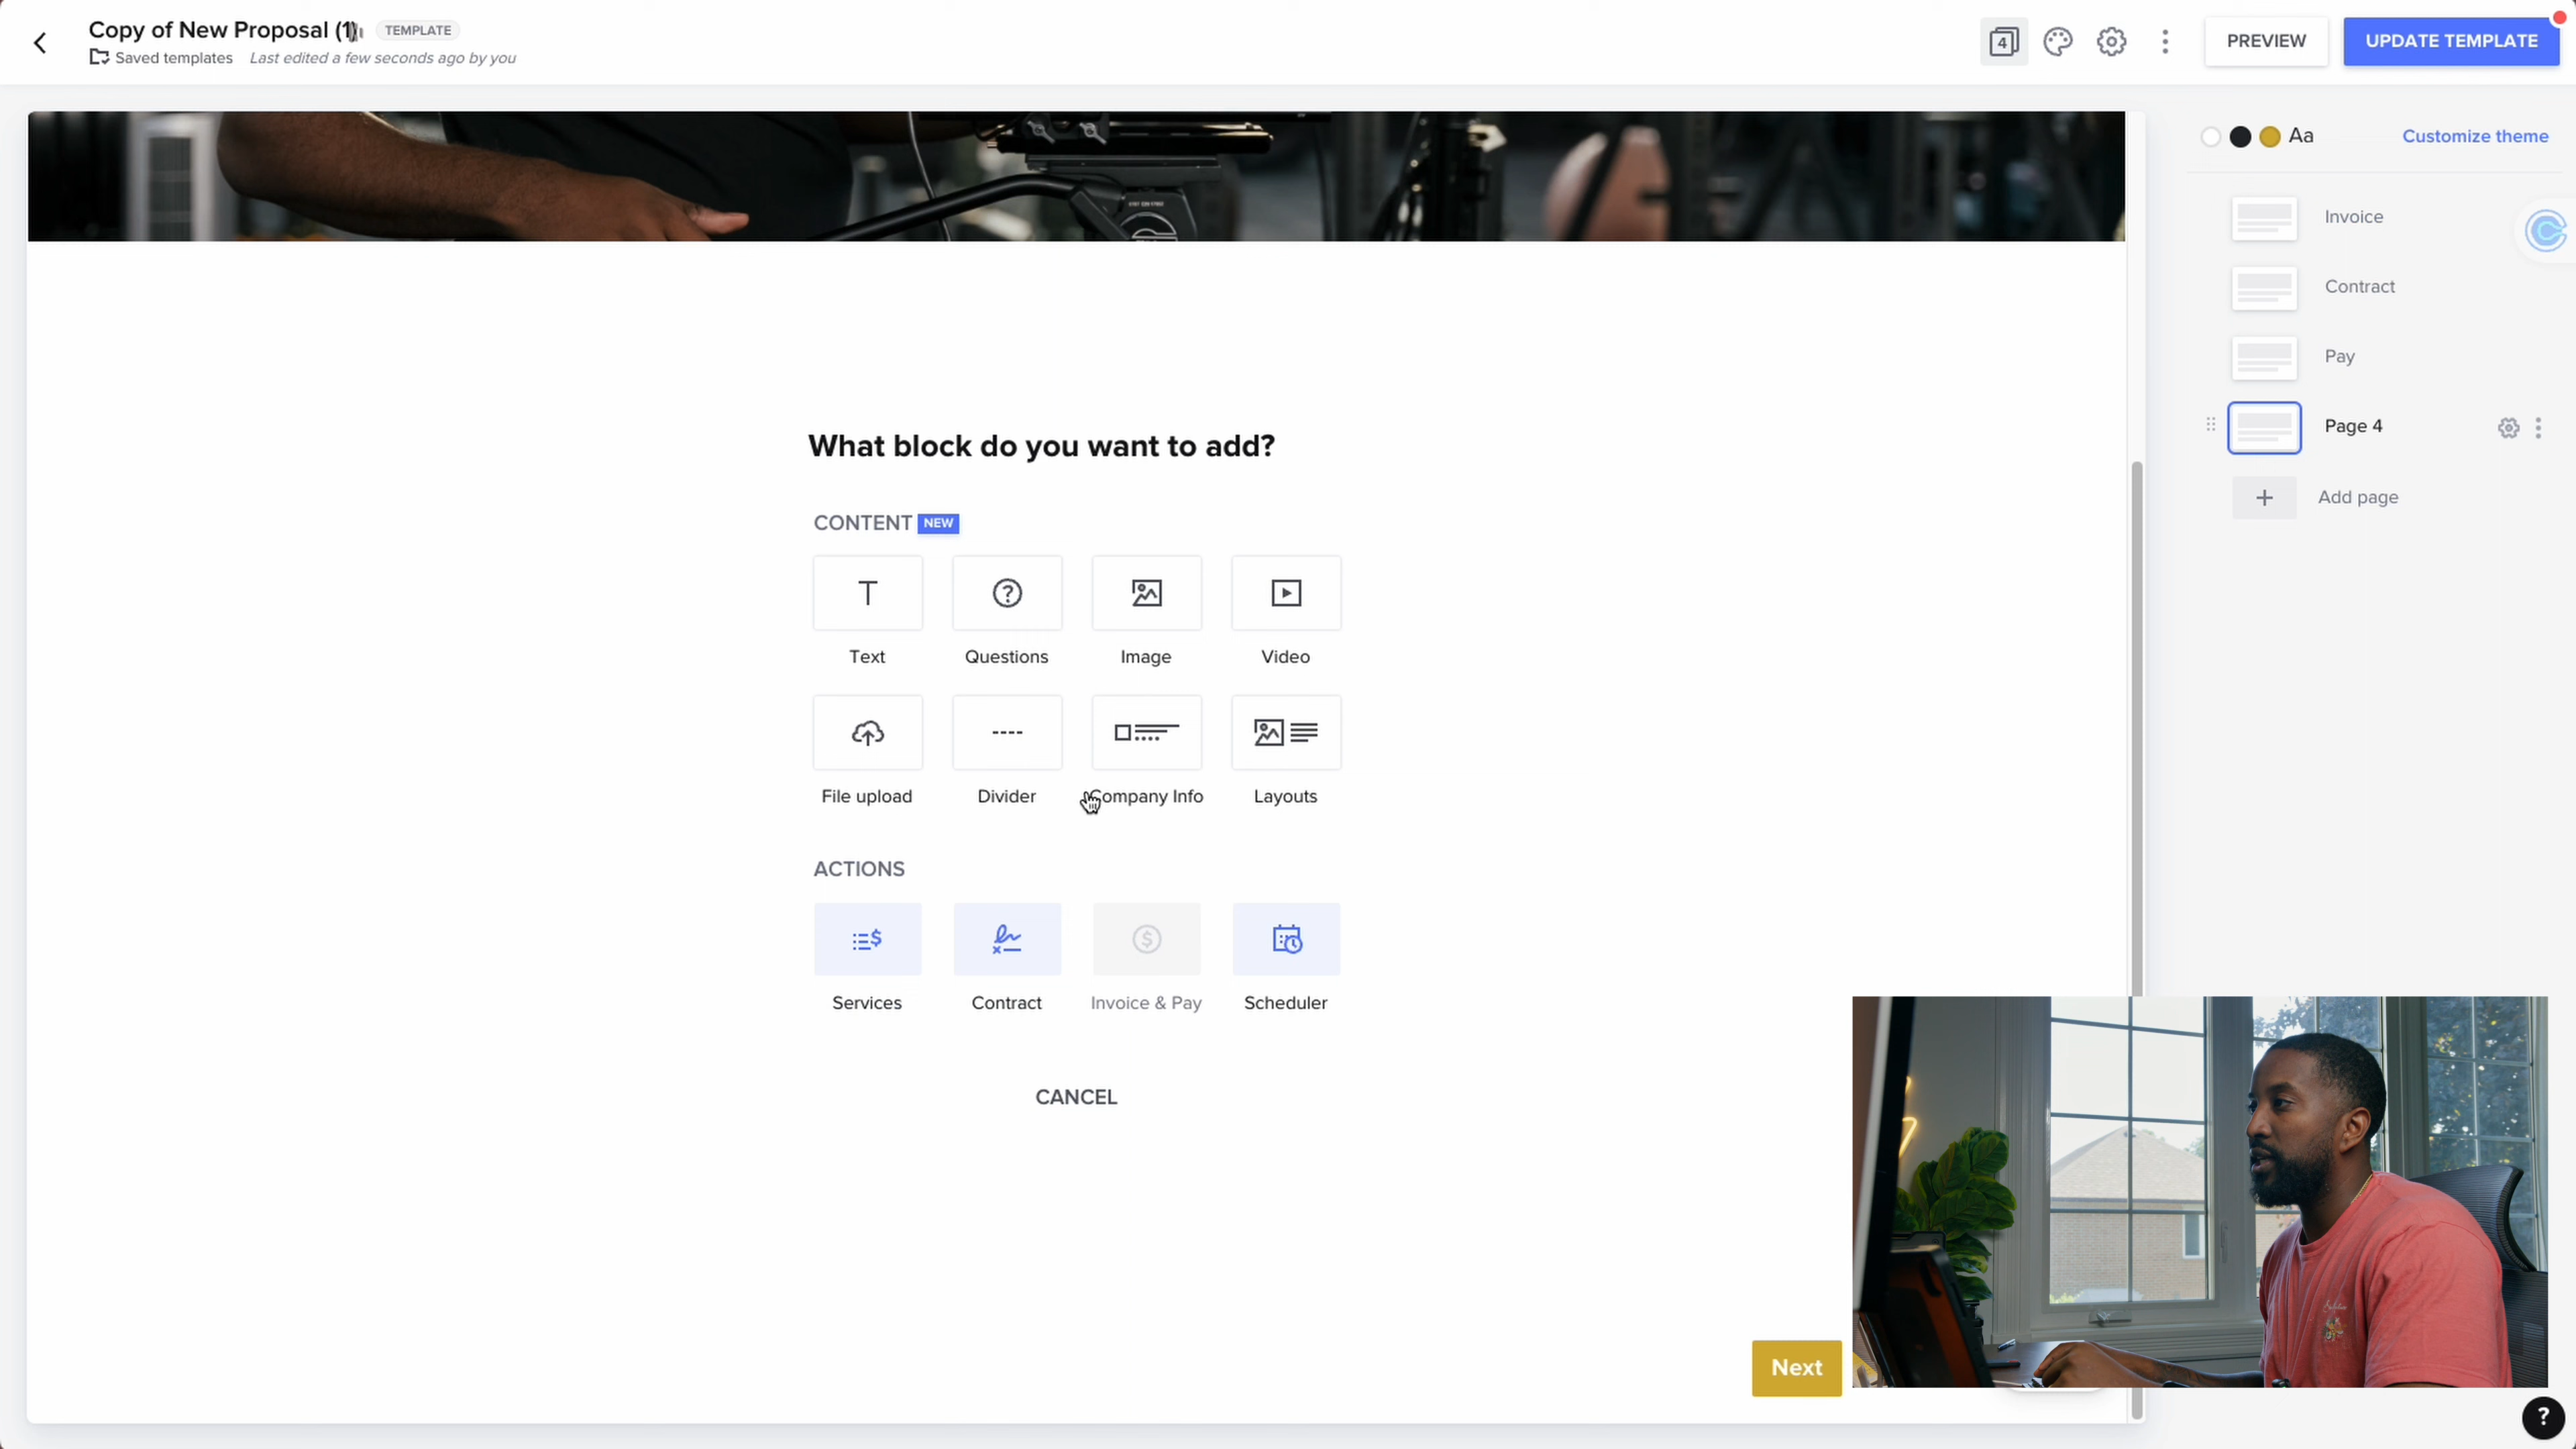 Copy of New Proposal (1) TEMPLATE
Saved templates Last edited a few seconds ago by you
4
PREVIEW
UPDATE TEMPLATE
Aa
Customize theme
Invoice
Contract
Pay
Page 4
+ Add page
What block do you want to add?
CONTENT NEW
T
Text Questions Image Video
File upload Divider Company Info Layouts
ACTIONS
Services Contract Invoice & Pay Scheduler
CANCEL
Next
?